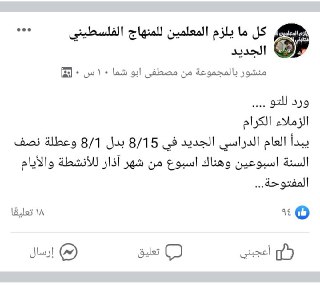 كل ما يلزم المعلمين للمنهاج الفلسطيني
الجديد
منشور بالمجموعة من مصطفى ابو شما · ١٠ س ·
ورد للتو ....
الزملاء الكرام
يبدأ العام الدراسي الجديد في 8/15 بدل 8/1 وعطلة نصف
السنة اسبوعين وهناك اسبوع من شهر آذار للأنشطة والأيام
المفتوحة...
٩٤
١٨ تعليقًا
أعجبني
تعليق
إرسال